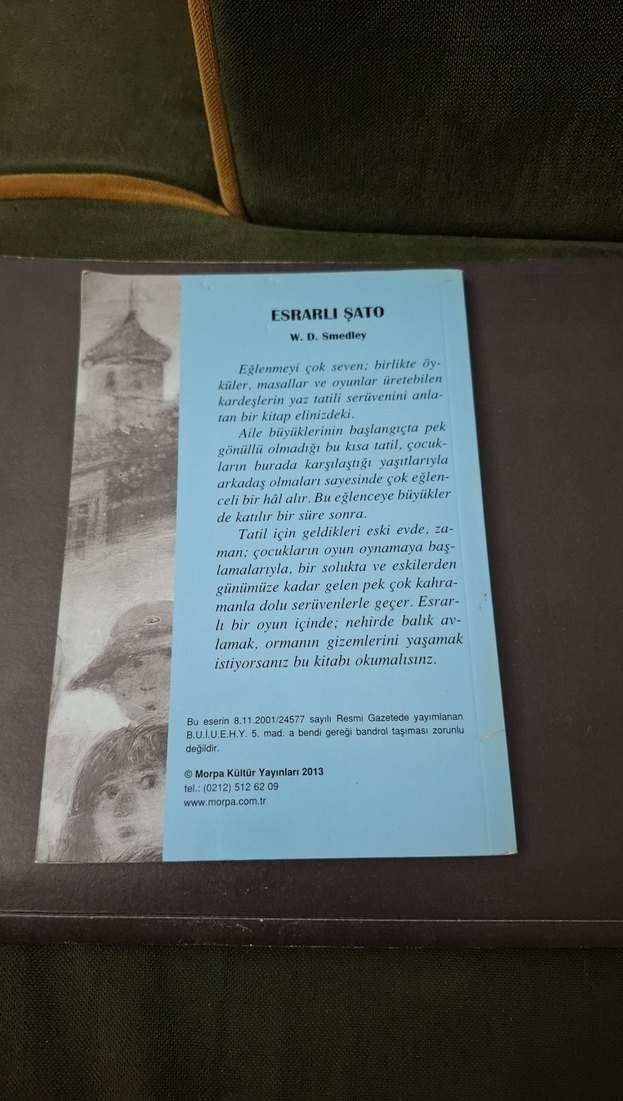 ESRARLI ŞATO
W. D. Smedley
Eğlenmeyi çok seven; birlikte öy-
küler, masallar ve oyunlar üretebilen
kardeşlerin yaz tatili serüvenini anla-
tan bir kitap elinizdeki.
Aile büyüklerinin başlangıçta pek
gönüllü olmadığı bu kısa tatil, çocuk-
ların burada karşılaştığı yaşıtlarıyla
arkadaş olmaları sayesinde çok eğlen-
celi bir hâl alır. Bu eğlenceye büyükler
de katılır bir süre sonra.
Tatil için geldikleri eski evde, za-
man; çocukların oyun oynamaya baş-
lamalarıyla, bir solukta ve eskilerden
günümüze kadar gelen pek çok kahra-
manla dolu serüvenlerle geçer. Esrar-
lı bir oyun içinde; nehirde balık av-
lamak, ormanın gizemlerini yaşamak
istiyorsanız bu kitabı okumalısınız.
Bu eserin 8.11.2001/24577 sayılı Resmi Gazetede yayımlanan
B.U.İ.U.E.H.Y. 5. mad. a bendi gereği bandrol taşıması zorunlu
değildir.
© Morpa Kültür Yayınları 2013
tel.: (0212) 512 62 09
www.morpa.com.tr